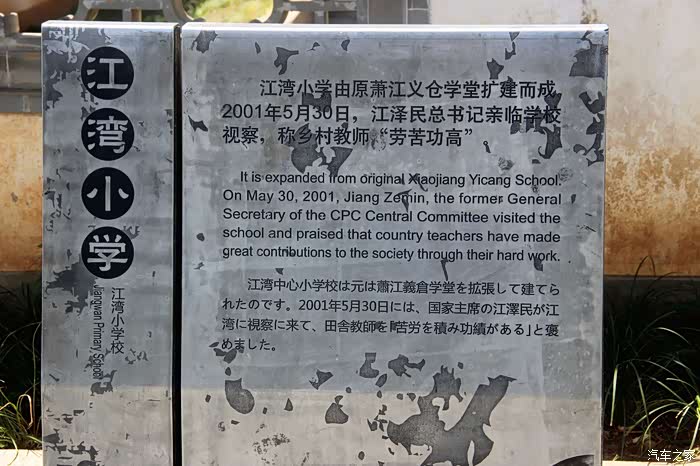 江湾小学
江湾小学校
Jiangwan Primary School
江湾小学由原萧江义仓学堂扩建而成，
2001年5月30日，江泽民总书记亲临学校
视察，称乡村教师“劳苦功高”
It is expanded from original Xiaojiang Yicang School.
On May 30, 2001, Jiang Zemin, the former General
Secretary of the CPC Central Committee visited the
school and praised that country teachers have made
great contributions to the society through their hard work.
江湾中心小学校は元は蕭江義倉学堂を拡張して建てら
れたのです。2001年5月30日には、国家主席の江澤民が江
湾に視察に来て、田舎教師を「苦労を積み功績がある」と褒
めました。
汽车之家